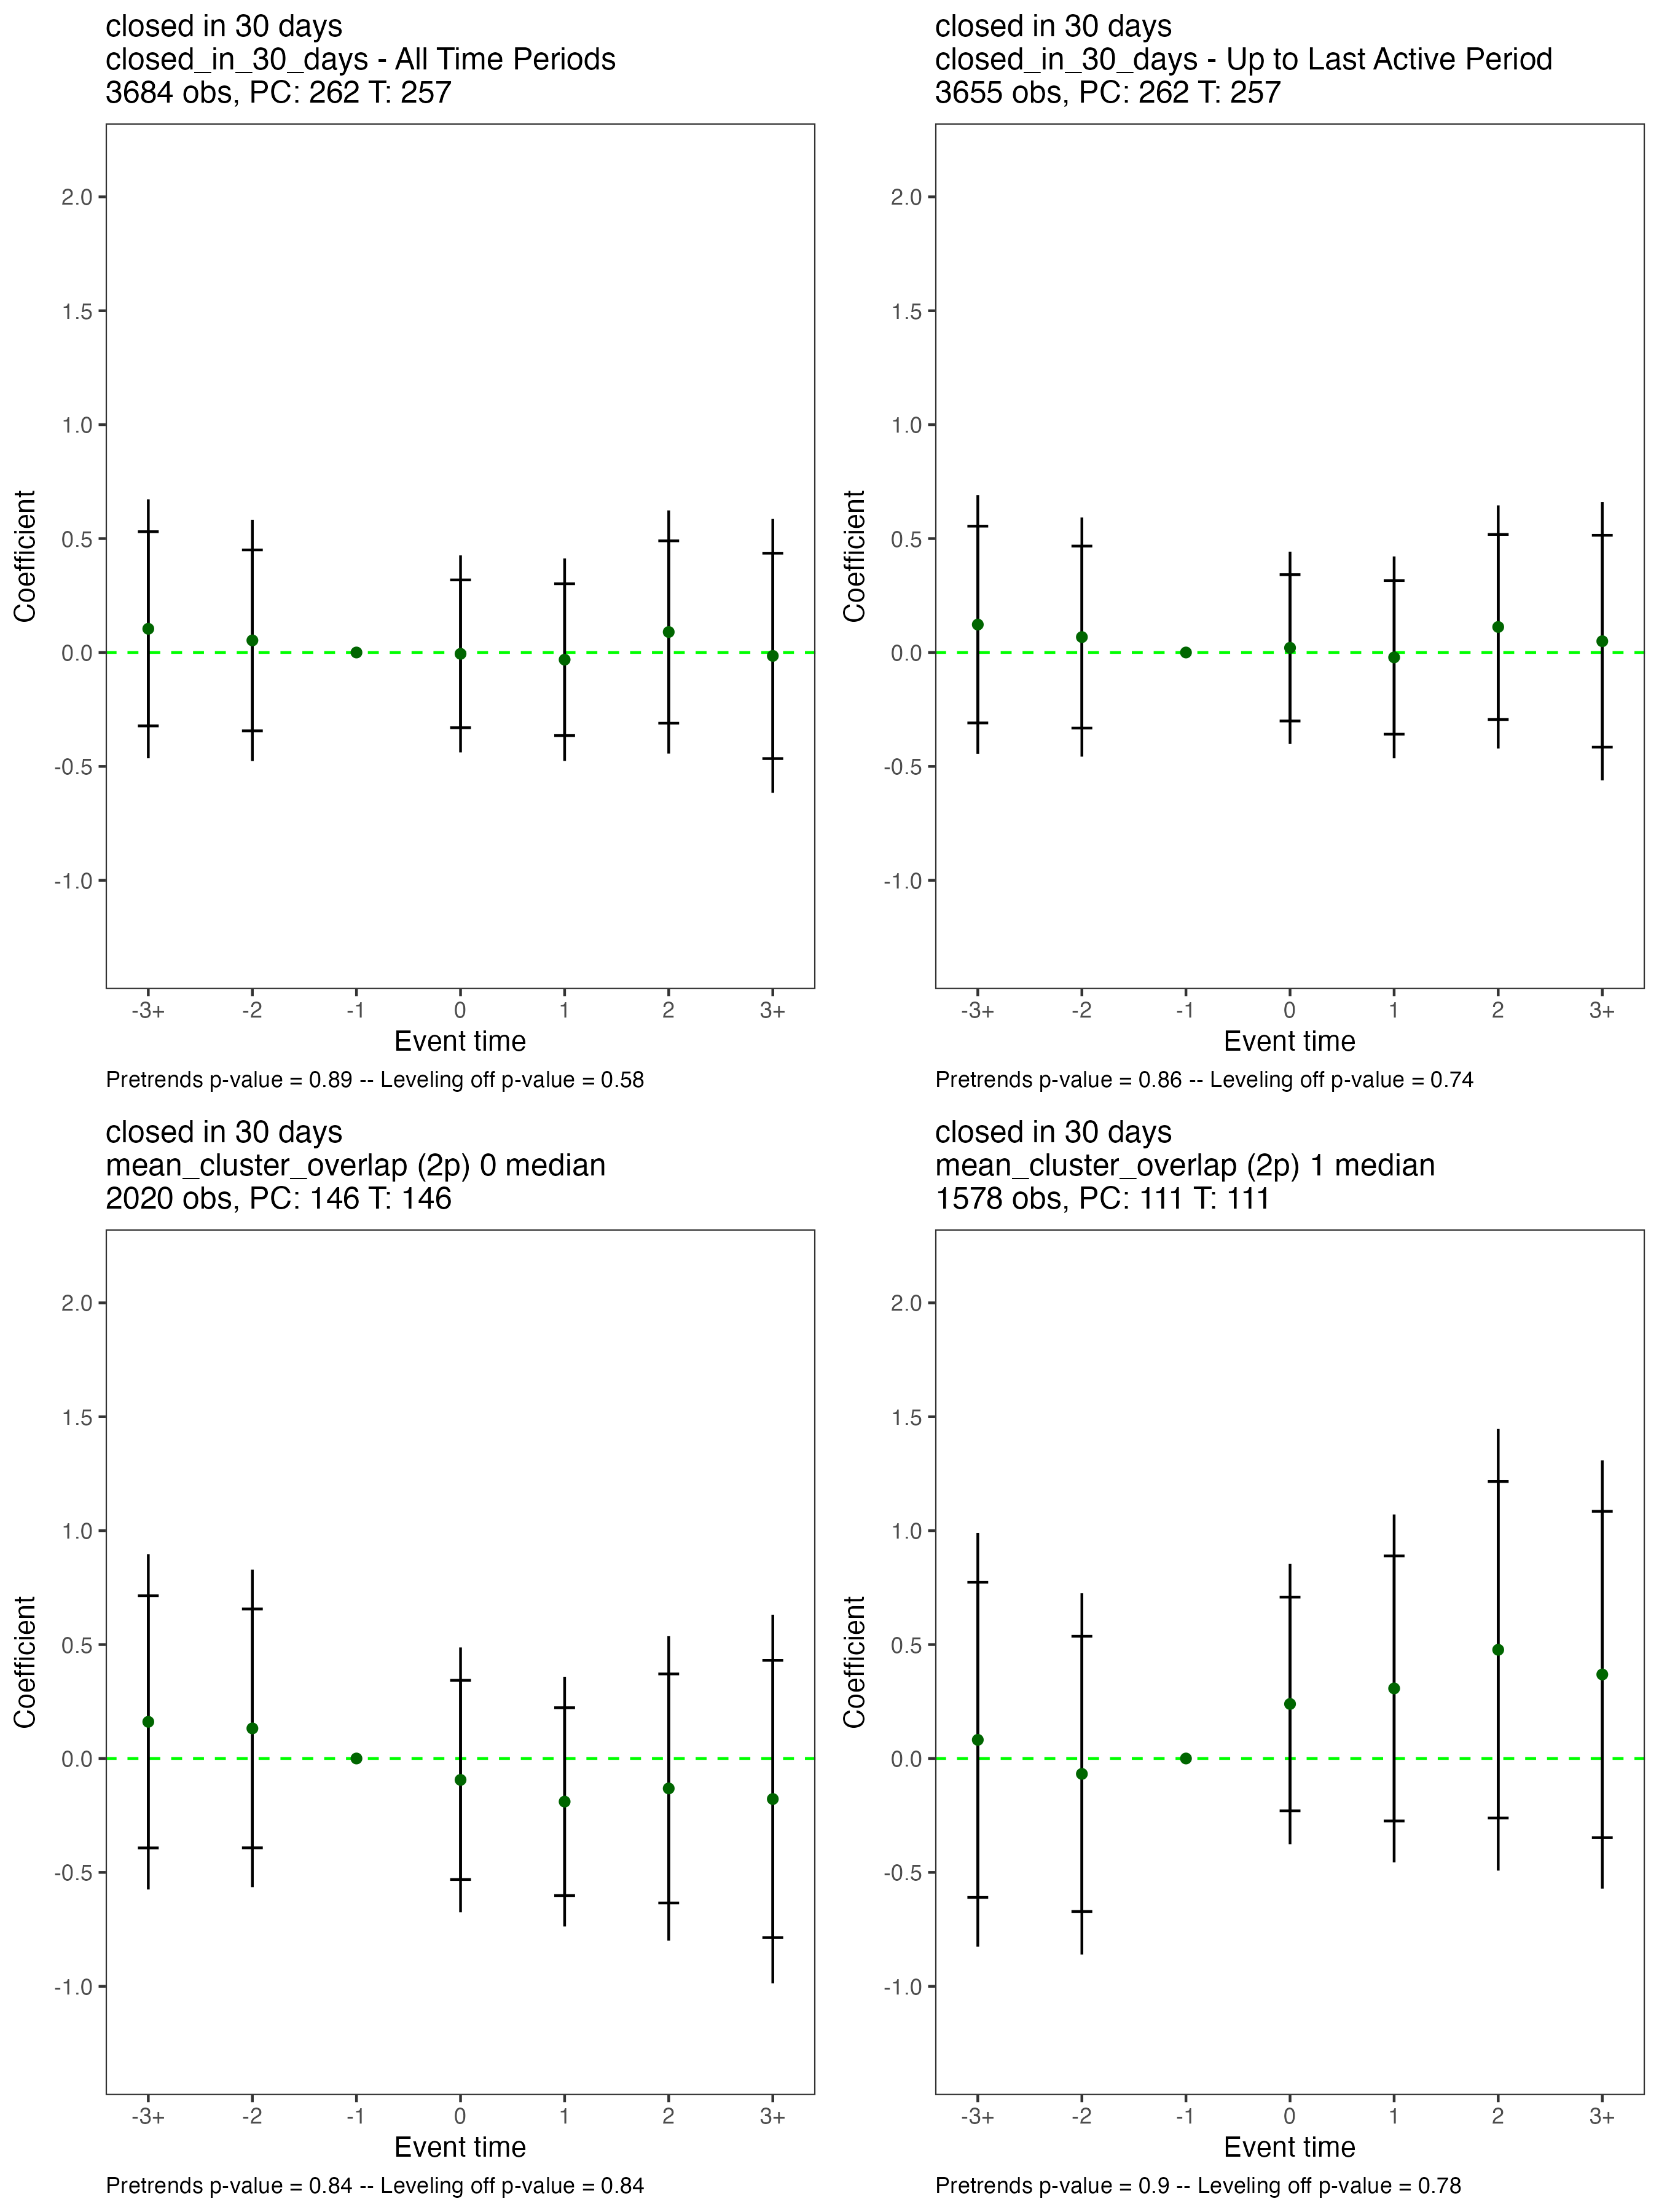 closed in 30 days
closed_in_30_days - All Time Periods
3684 obs, PC: 262 T: 257
2.0
1.5
1.0
0.5
0.0
-0.5
-1.0
Coefficient
-3+ -2 -1 0 1 2 3+
Event time
Pretrends p-value = 0.89 -- Leveling off p-value = 0.58
closed in 30 days
closed_in_30_days - Up to Last Active Period
3655 obs, PC: 262 T: 257
2.0
1.5
1.0
0.5
0.0
-0.5
-1.0
Coefficient
-3+ -2 -1 0 1 2 3+
Event time
Pretrends p-value = 0.86 -- Leveling off p-value = 0.74
closed in 30 days
mean_cluster_overlap (2p) 0 median
2020 obs, PC: 146 T: 146
2.0
1.5
1.0
0.5
0.0
-0.5
-1.0
Coefficient
-3+ -2 -1 0 1 2 3+
Event time
Pretrends p-value = 0.84 -- Leveling off p-value = 0.84
closed in 30 days
mean_cluster_overlap (2p) 1 median
1578 obs, PC: 111 T: 111
2.0
1.5
1.0
0.5
0.0
-0.5
-1.0
Coefficient
-3+ -2 -1 0 1 2 3+
Event time
Pretrends p-value = 0.9 -- Leveling off p-value = 0.78